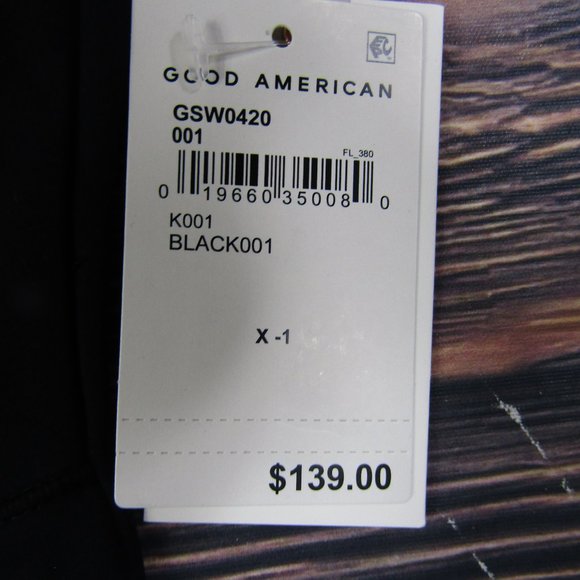 GOOD AMERICAN
GSW0420
001
FL_380
0 19660 35008 0
K001
BLACK001
X -1
$139.00